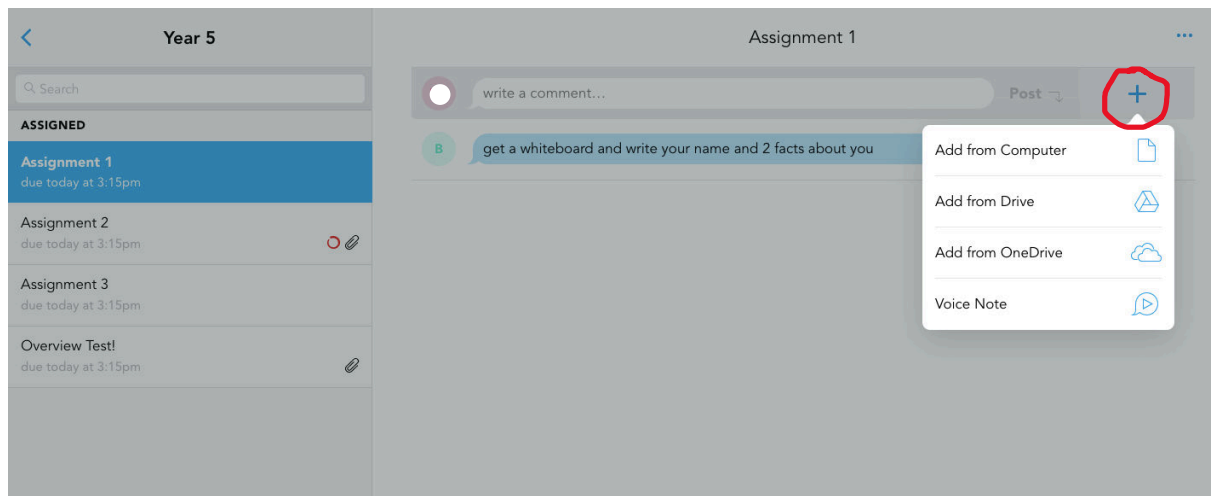 Year 5
Search
ASSIGNED
Assignment 1
due today at 3:15pm
Assignment 2
due today at 3:15pm
Assignment 3
due today at 3:15pm
Overview Test!
due today at 3:15pm
Assignment 1
write a comment...
Post
B
get a whiteboard and write your name and 2 facts about you
Add from Computer
Add from Drive
Add from OneDrive
Voice Note